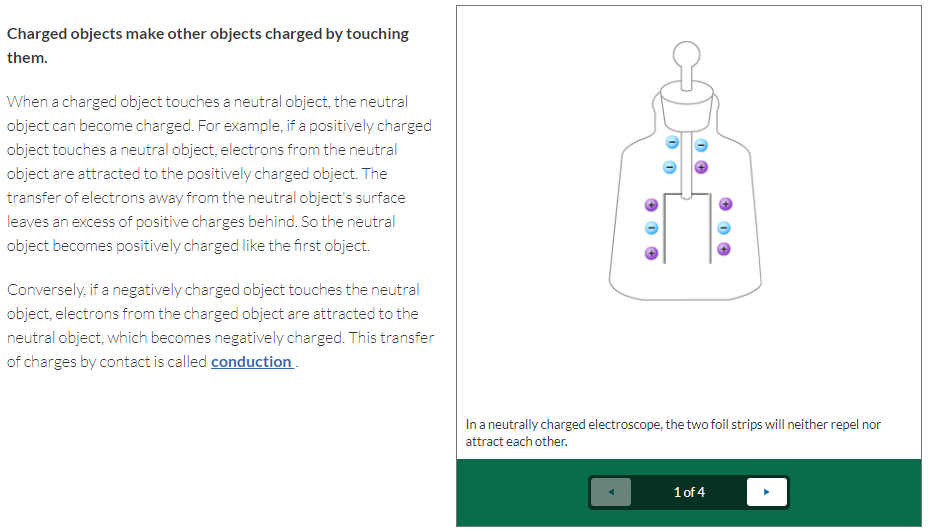 Charged objects make other objects charged by touching
them.
When a charged object touches a neutral object, the neutral
object can become charged. For example, if a positively charged
object touches a neutral object, electrons from the neutral
object are attracted to the positively charged object. The
transfer of electrons away from the neutral object's surface
leaves an excess of positive charges behind. So the neutral
object becomes positively charged like the first object.
Conversely, if a negatively charged object touches the neutral
object, electrons from the charged object are attracted to the
neutral object, which becomes negatively charged. This transfer
of charges by contact is called conduction .
In a neutrally charged electroscope, the two foil strips will neither repel nor
attract each other.
1 of 4